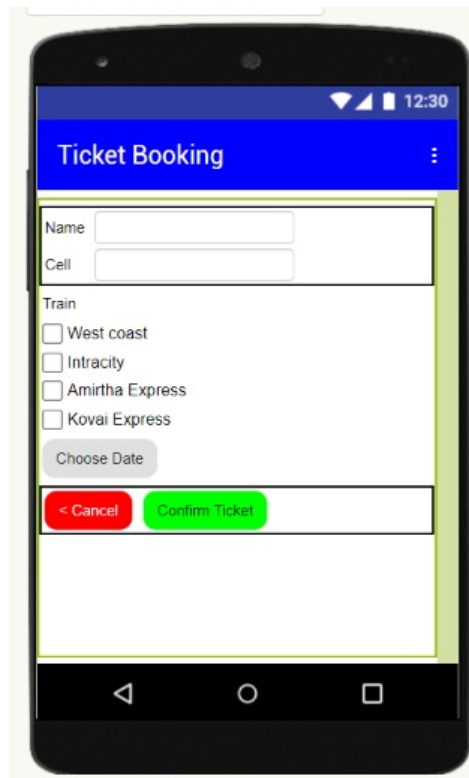 12:30
Ticket Booking
Name
Cell
Train
West coast
Intracity
Amirtha Express
Kovai Express
Choose Date
< Cancel Confirm Ticket